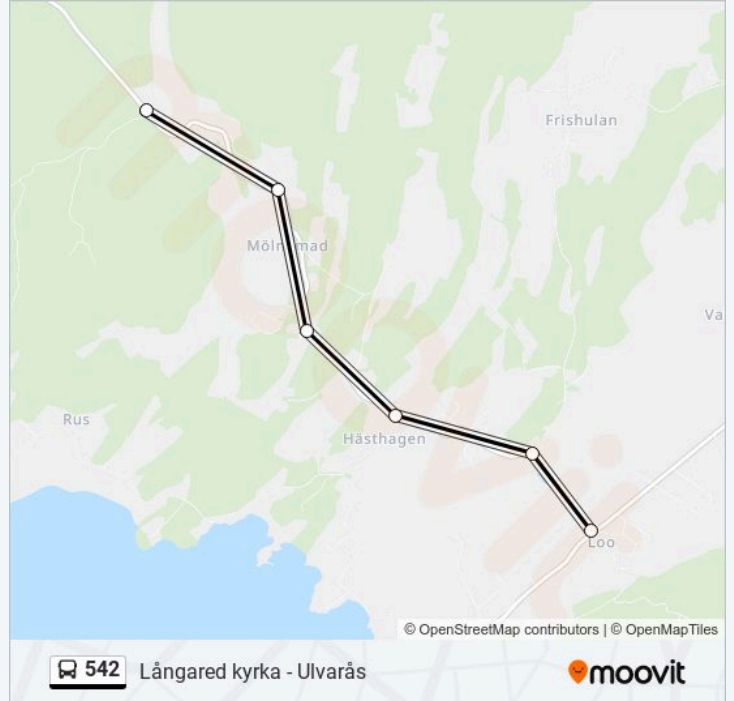 Frishulan
Mölnemad
Va
Rus
Hästhagen
Loo
© OpenStreetMap contributors | © OpenMapTiles
542 Långared kyrka - Ulvarås
moovit